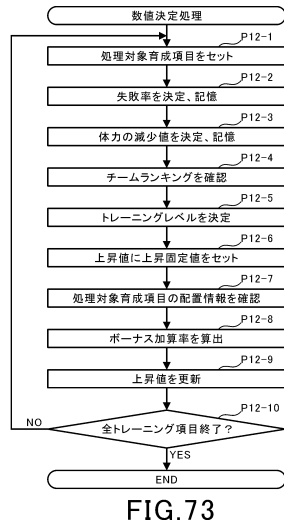 数値決定処理
P12-1
処理対象育成項目をセット
P12-2
失敗率を決定、記憶
P12-3
体力の減少値を決定、記憶
P12-4
チームランキングを確認
P12-5
トレーニングレベルを決定
P12-6
上昇値に上昇固定値をセット
P12-7
処理対象育成項目の配置情報を確認
P12-8
ボーナス加算率を算出
P12-9
上昇値を更新
P12-10
全トレーニング項目終了？
NO
YES
END
FIG.73